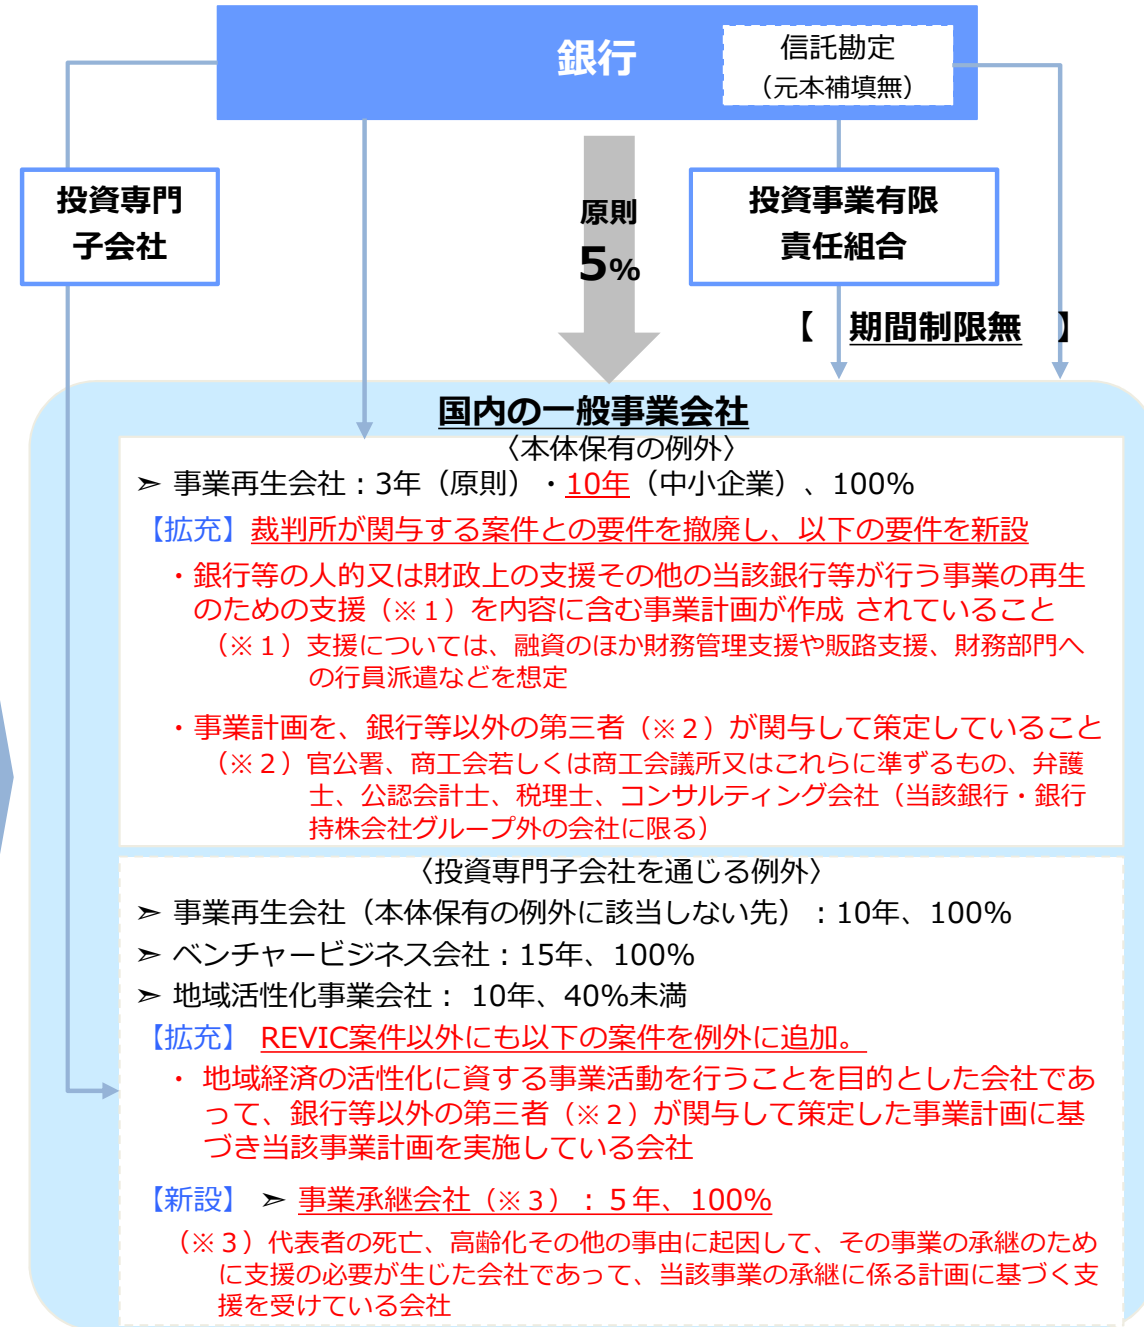 銀行
信託勘定
（元本補填無）
投資専門
子会社
原則
5%
投資事業有限
責任組合
【　期間制限無　】
国内の一般事業会社
〈本体保有の例外〉
➣ 事業再生会社：3年（原則）・10年（中小企業）、100%
【拡充】裁判所が関与する案件との要件を撤廃し、以下の要件を新設
・銀行等の人的又は財政上の支援その他の当該銀行等が行う事業の再生
のための支援（※１）を内容に含む事業計画が作成 されていること
（※１）支援については、融資のほか財務管理支援や販路支援、財務部門へ
の行員派遣などを想定
・事業計画を、銀行等以外の第三者（※２）が関与して策定していること
（※２）官公署、商工会若しくは商工会議所又はこれらに準ずるもの、弁護
士、公認会計士、税理士、コンサルティング会社（当該銀行・銀行
持株会社グループ外の会社に限る）
〈投資専門子会社を通じる例外〉
➣ 事業再生会社（本体保有の例外に該当しない先）：10年、100%
➣ ベンチャービジネス会社：15年、100%
➣ 地域活性化事業会社： 10年、40%未満
【拡充】 REVIC案件以外にも以下の案件を例外に追加。
・ 地域経済の活性化に資する事業活動を行うことを目的とした会社であ
って、銀行等以外の第三者（※２）が関与して策定した事業計画に基
づき当該事業計画を実施している会社
【新設】 ➣ 事業承継会社（※３）：５年、100%
（※３）代表者の死亡、高齢化その他の事由に起因して、その事業の承継のため
に支援の必要が生じた会社であって、当該事業の承継に係る計画に基づく支
援を受けている会社